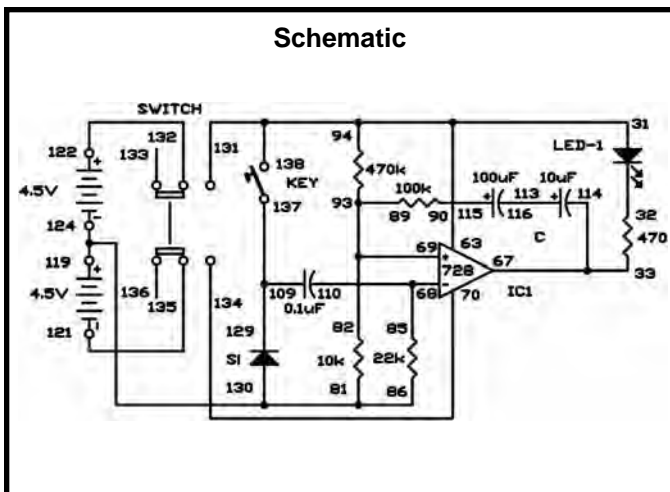 Schematic
SWITCH
132
133
131
94
31
LED-1
122
4.5V
138
KEY
137
470k
100k
100uF
10uF
113
114
93
89
90
115
116
C
32
470
124
119
4.5V
69
63
728
67
68
70
IC1
33
136
135
134
109
110
0.1uF
121
129
SI
130
82
85
10k
22k
81
86